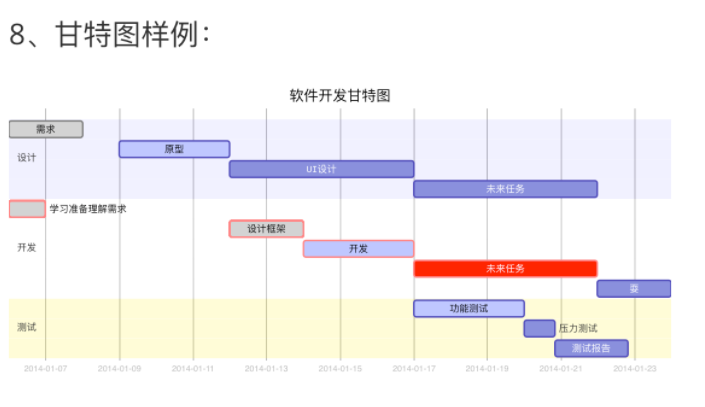 8、甘特图样例：
软件开发甘特图
需求
原型
UI设计
设计
未来任务
学习准备理解需求
设计框架
开发
开发
未来任务
耍
功能测试
测试
压力测试
测试报告
2014-01-07 2014-01-09 2014-01-11 2014-01-13 2014-01-15 2014-01-17 2014-01-19 2014-01-21 2014-01-23